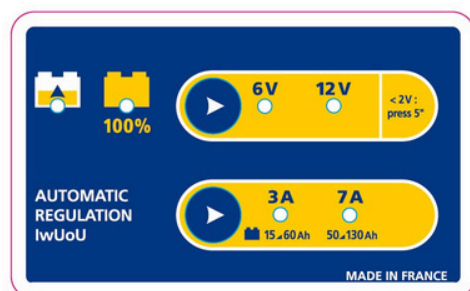 6V 12V
< 2V :
press 5"
100%
AUTOMATIC
REGULATION
IwUoU
3A 7A
15⊿60Ah 50⊿130Ah
MADE IN FRANCE